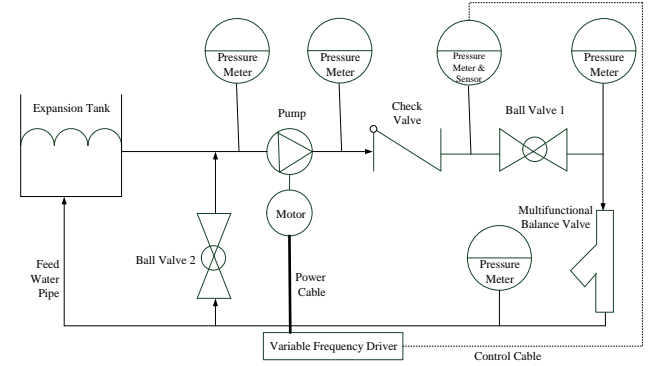 Pressure
Meter
Pressure
Meter
Pressure
Meter &
Sensor
Pressure
Meter
Expansion Tank
Pump
Check
Valve
Ball Valve 1
Motor
Multifunctional
Balance Valve
Ball Valve 2
Feed
Water
Pipe
Power
Cable
Pressure
Meter
Variable Frequency Driver
Control Cable